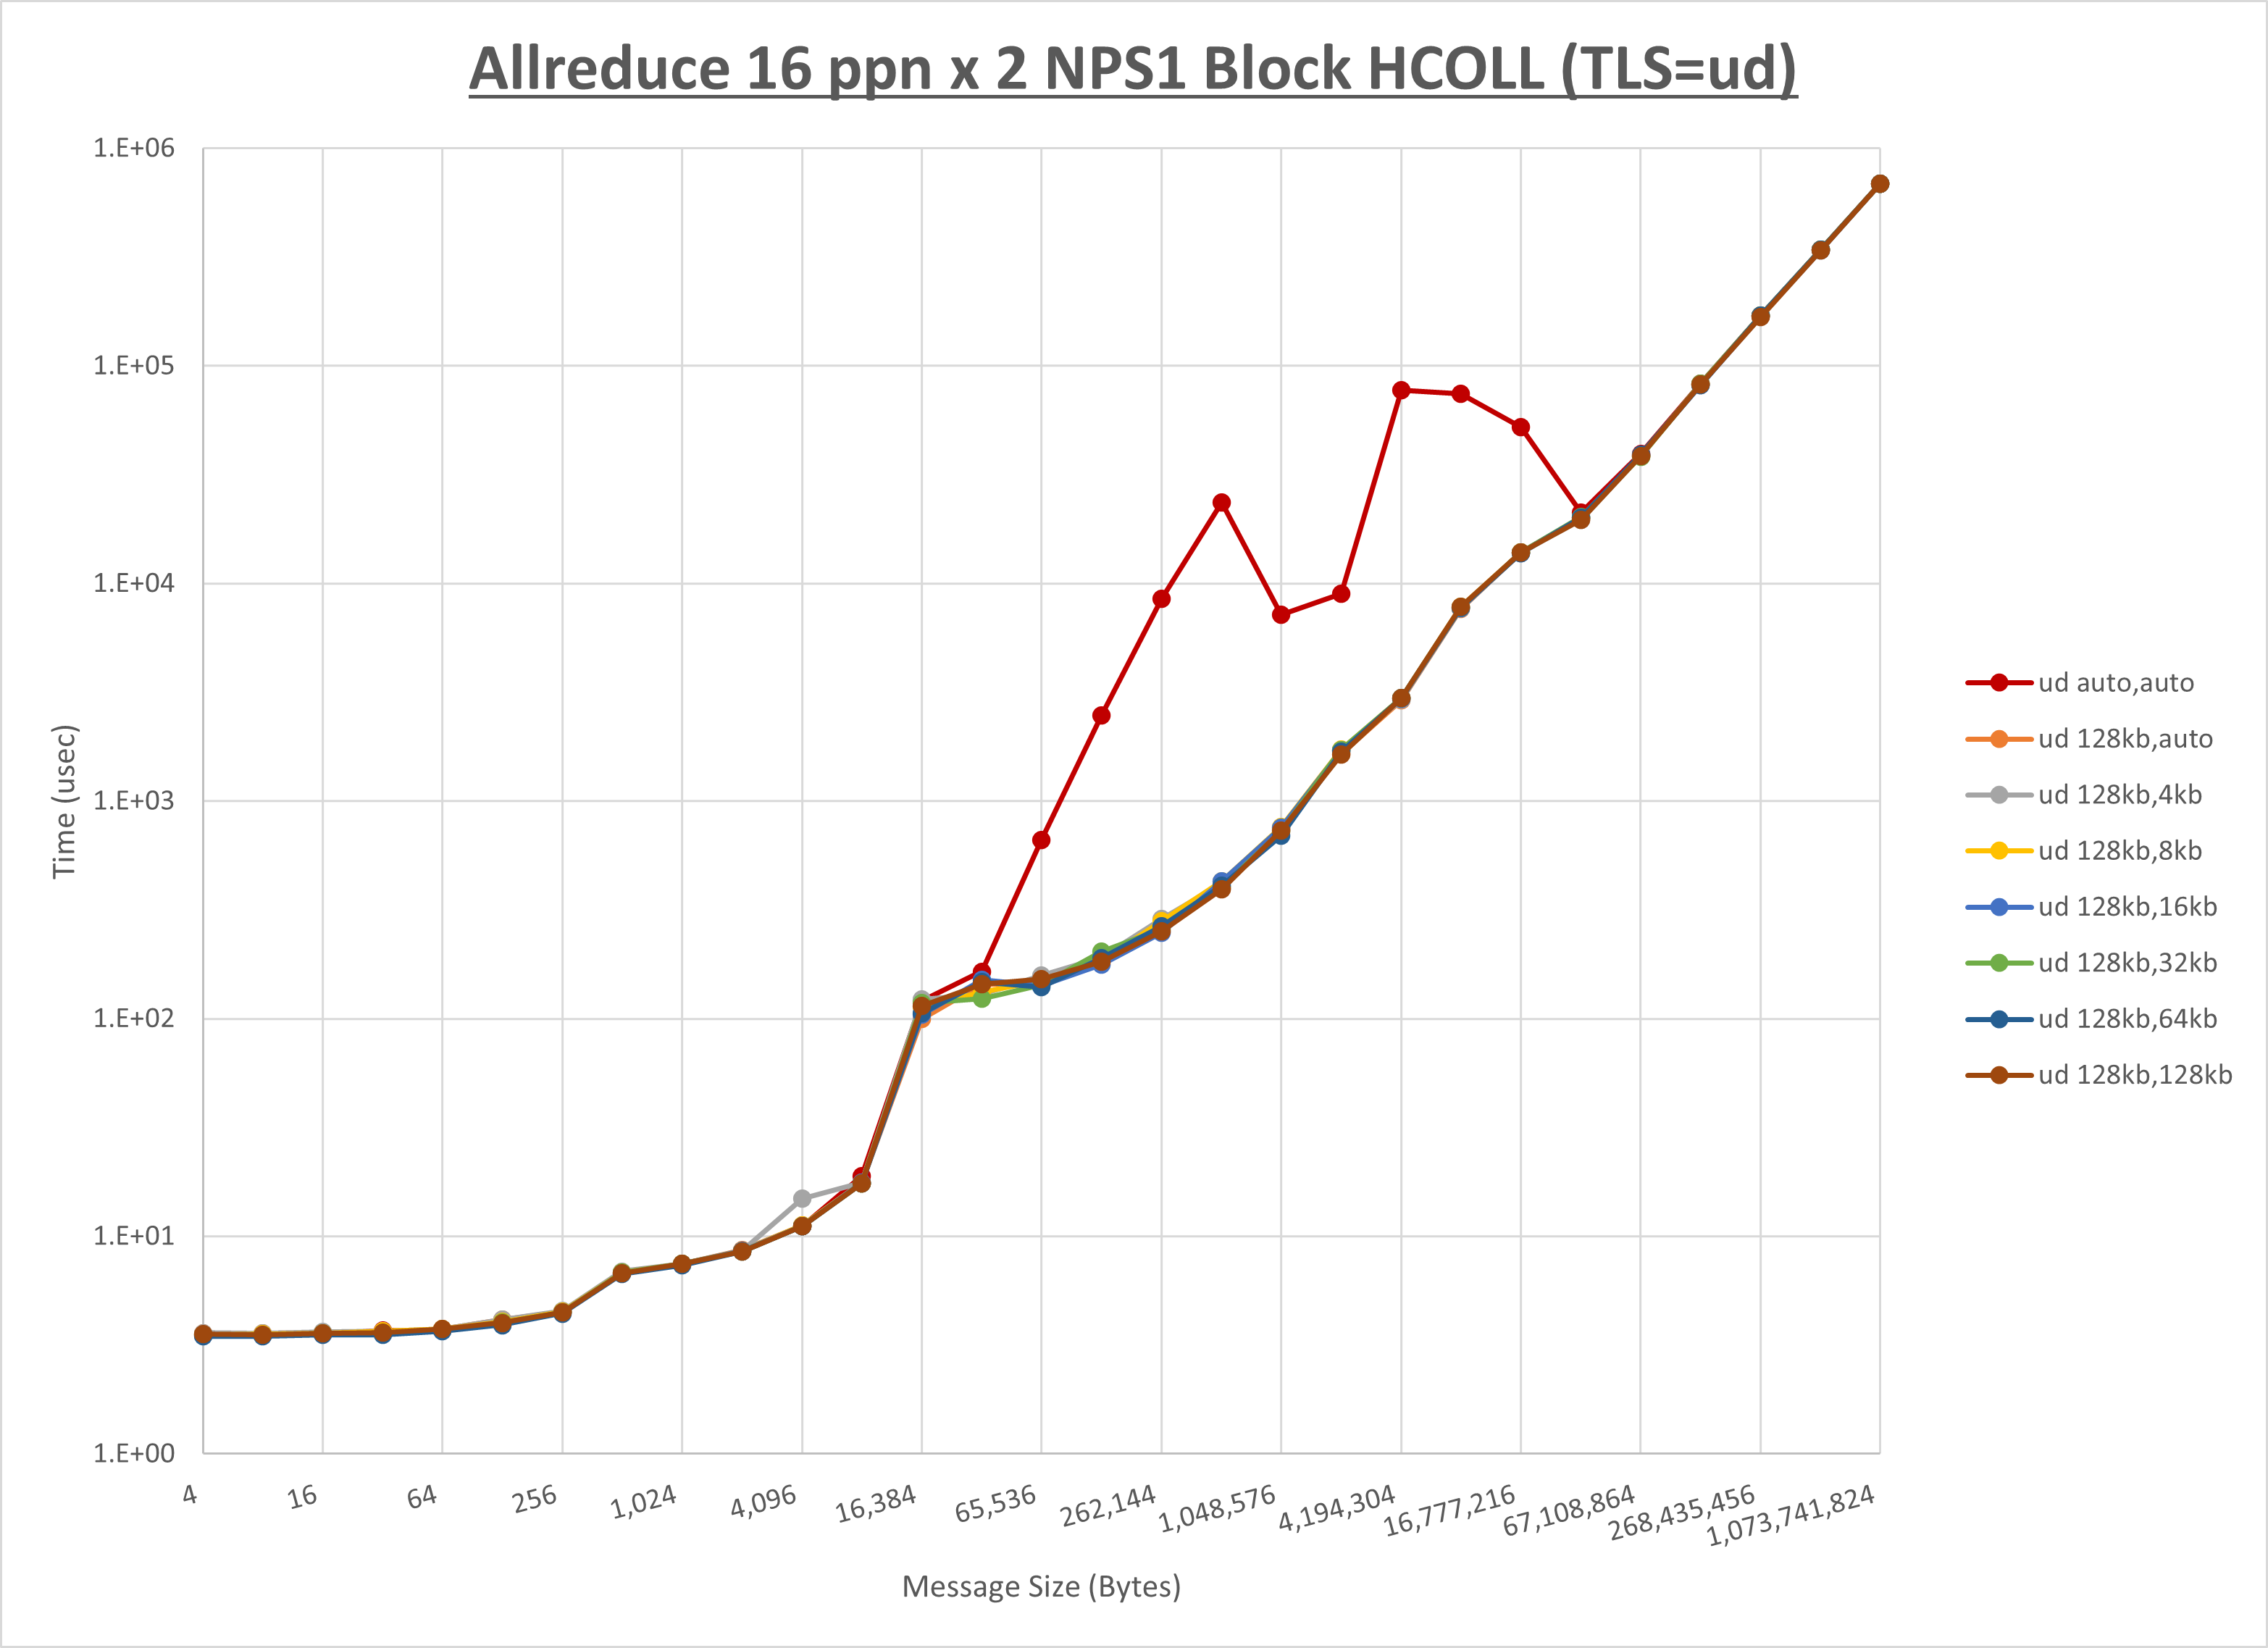 Allreduce 16 ppn x 2 NPS1 Block HCOLL (TLS=ud)
1.E+06
1.E+05
1.E+04
1.E+03
1.E+02
1.E+01
1.E+00
Time (usec)
4
16
64
256
1,024
4,096
16,384
65,536
262,144
1,048,576
4,194,304
16,777,216
67,108,864
268,435,456
1,073,741,824
Message Size (Bytes)
ud auto,auto
ud 128kb,auto
ud 128kb,4kb
ud 128kb,8kb
ud 128kb,16kb
ud 128kb,32kb
ud 128kb,64kb
ud 128kb,128kb